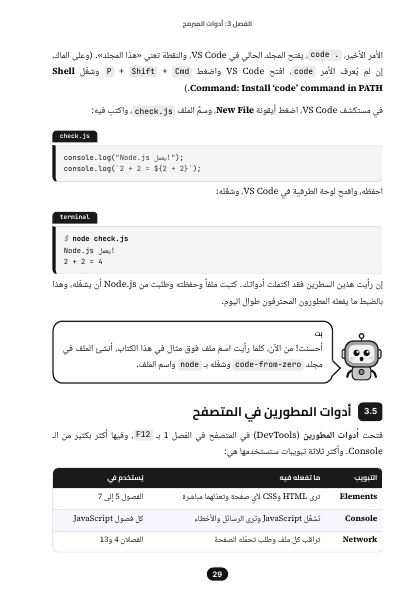 الفصل 3: أدوات المبرمج
الأمر الأخير، code .، يفتح المجلد الحالي في VS Code، والنقطة تعني «هذا المجلد». (وعلى الماك،
إن لم يُعرف الأمر code، افتح VS Code واضغط Cmd + Shift + P وشغّل Shell
Command: Install 'code' command in PATH.)
في مستكشف VS Code، اضغط أيقونة New File، وسمِّ الملف check.js، واكتب فيه:
check.js
console.log("Node.js يعمل!");
console.log(`2 + 2 = ${2 + 2}`);
احفظه، وافتح لوحة الطرفية في VS Code، وشغّله:
terminal
$ node check.js
Node.js يعمل!
2 + 2 = 4
إن رأيت هذين السطرين فقد اكتملت أدواتك. كتبت ملفاً وحفظته وطلبت من Node.js أن يشغّله، وهذا
بالضبط ما يفعله المطورون المحترفون طوال اليوم.
بِت
أحسنت! من الآن، كلما رأيت اسم ملف فوق مثال في هذا الكتاب، أنشئ الملف في
مجلد code-from-zero وشغّله بـ node واسم الملف.
3.5 أدوات المطورين في المتصفح
فتحت أدوات المطورين (DevTools) في المتصفح في الفصل 1 بـ F12، وفيها أكثر بكثير من الـ
Console. وأكثر ثلاثة تبويبات ستستخدمها هي:
التبويب ما تفعله فيه يُستخدم في
Elements ترى HTML وCSS لأي صفحة وتعدّلهما مباشرة الفصول 5 إلى 7
Console تشغّل JavaScript وترى الرسائل والأخطاء كل فصول JavaScript
Network تراقب كل ملف وطلب تحمّله الصفحة الفصلان 4 و13
29